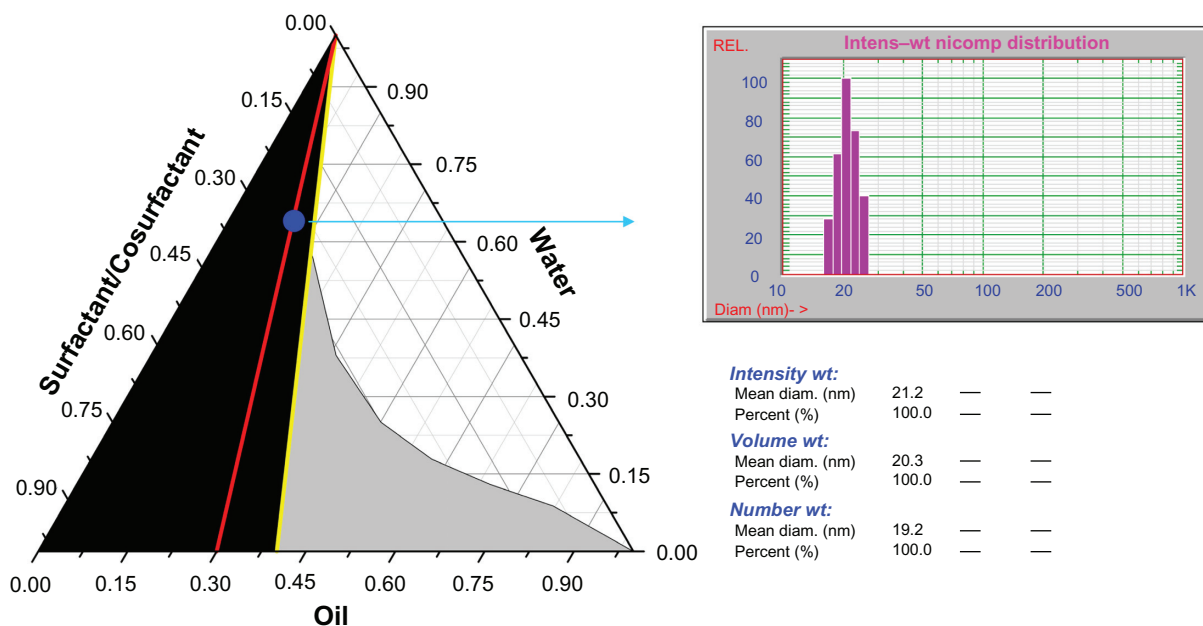 0.00
0.15
0.30
0.45
0.60
0.75
0.90
Surfactant/Cosurfactant
0.90
0.75
0.60
0.45
0.30
0.15
0.00
Water
0.00
0.15
0.30
0.45
0.60
0.75
0.90
Oil
REL.
Intens–wt nicomp distribution
100
80
60
40
20
0
10
20
50
100
200
500
1K
Diam (nm)- >
Intensity wt:
Mean diam. (nm) 21.2 — —
Percent (%) 100.0 — —
Volume wt:
Mean diam. (nm) 20.3 — —
Percent (%) 100.0 — —
Number wt:
Mean diam. (nm) 19.2 — —
Percent (%) 100.0 — —